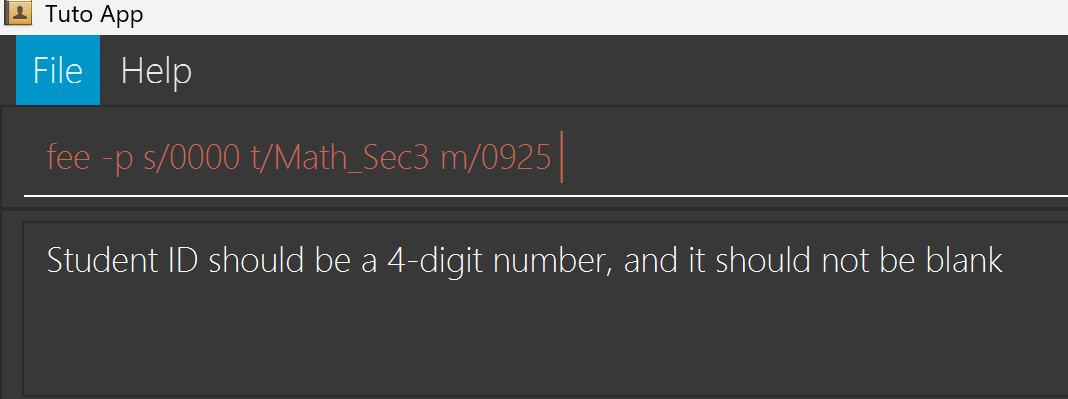 Tuto App
File Help
fee -p s/0000 t/Math_Sec3 m/0925
Student ID should be a 4-digit number, and it should not be blank